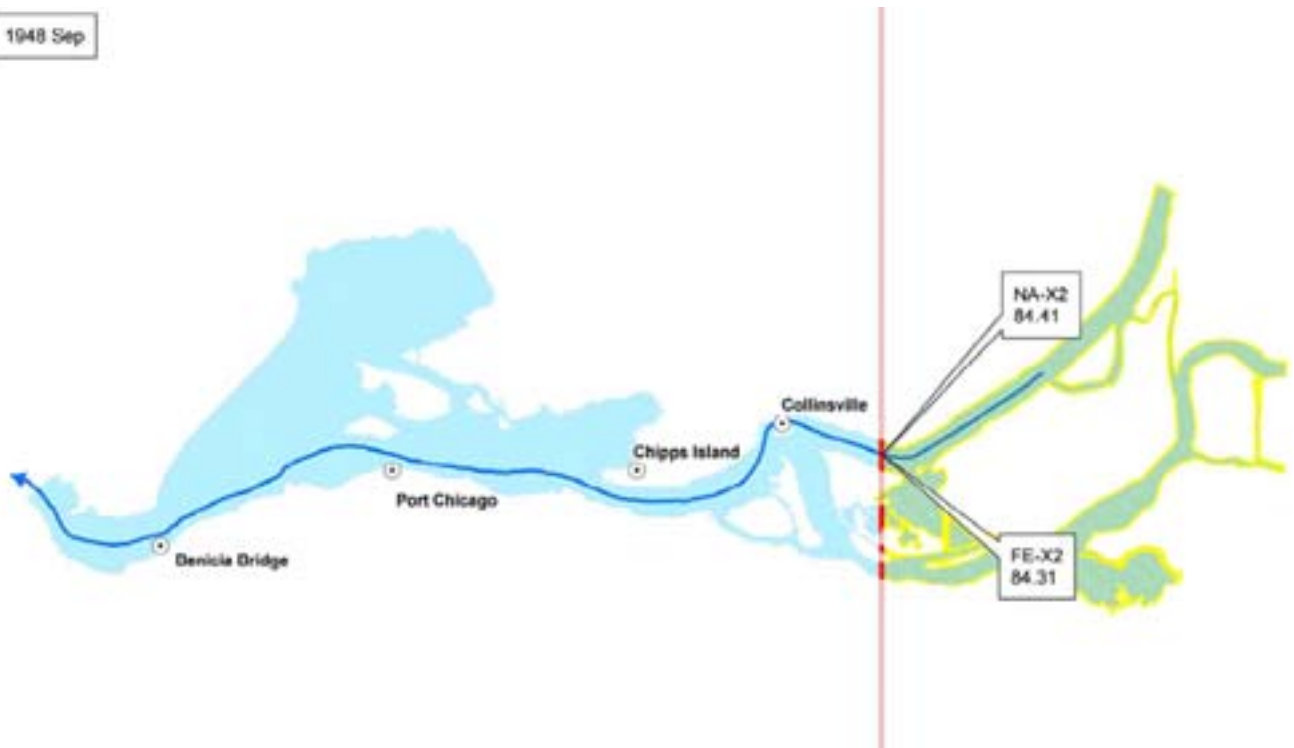 1948 Sep
NA-X2
84.41
Collinsville
Chipps Island
Port Chicago
Benicia Bridge
FE-X2
84.31